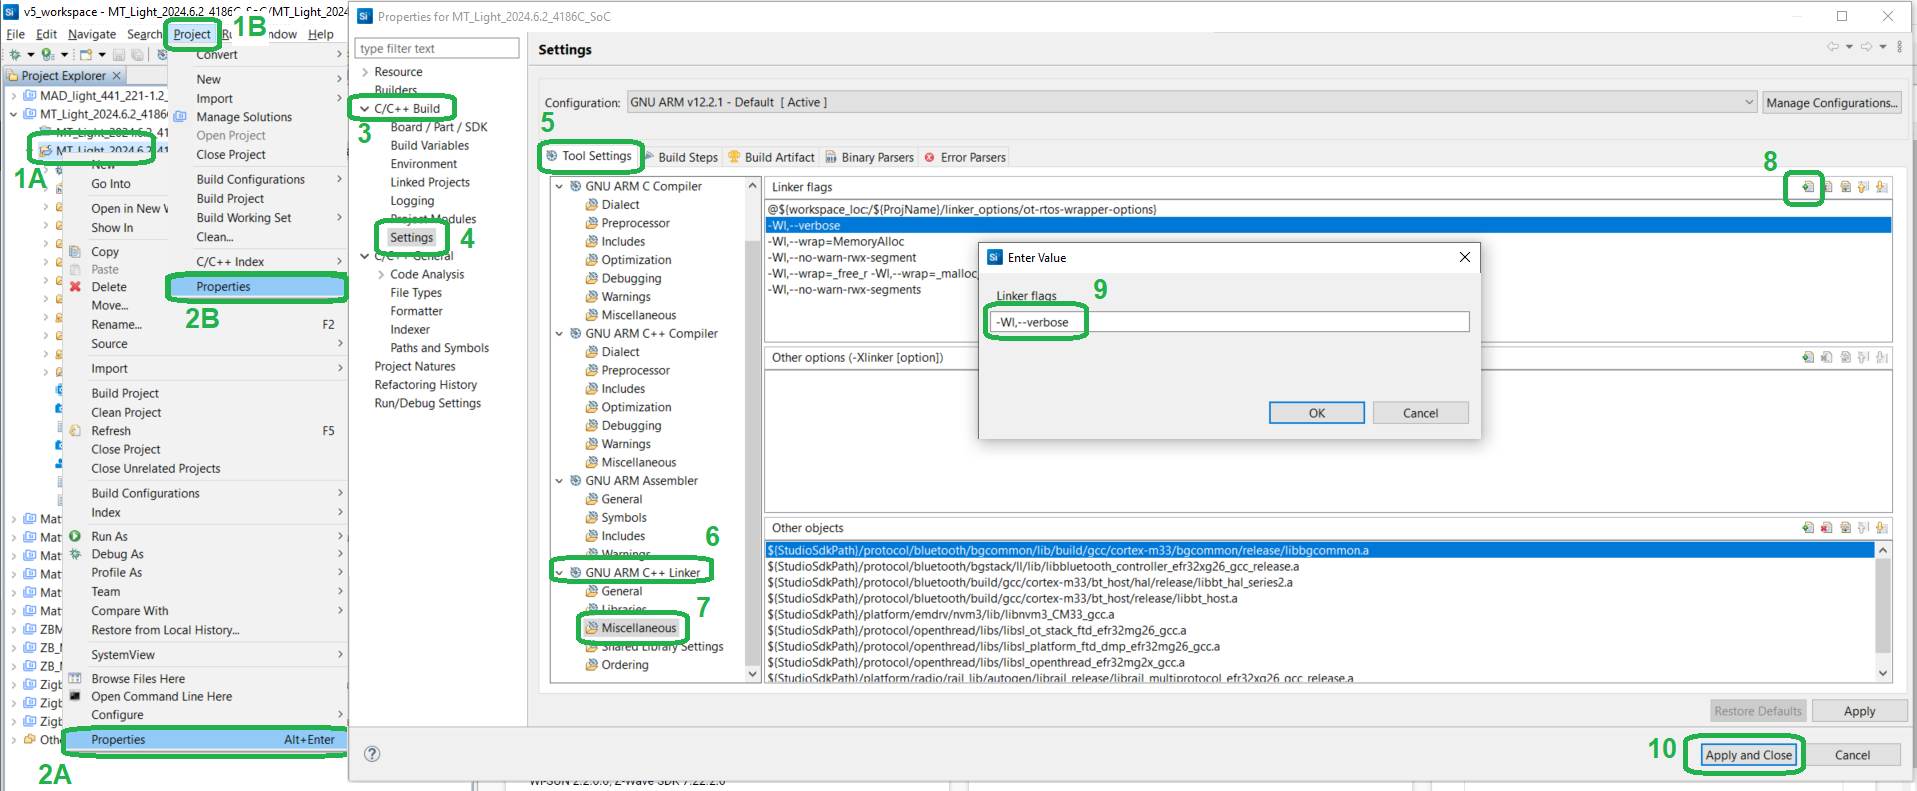 v5_workspace - MT_Light_2024.6.2_4186C_SoC/MT_Light_2024
File Edit Navigate Search Project Run Window Help
1B
Project Explorer
MAD_light_441_221-1.2_
MT_Light_2024.6.2_4186C
MT_Light_2024.6.2_41
MT_Light_2024.6.2_41
1A
Convert
New
Import
Manage Solutions
Open Project
Close Project
Build Configurations
Build Project
Build Working Set
Clean...
C/C++ Index
Properties
2B
New
Go Into
Open in New W
Show In
Copy
Paste
Delete
Move...
Rename... F2
Source
Import
Build Project
Clean Project
Refresh F5
Close Project
Close Unrelated Projects
Build Configurations
Index
Run As
Debug As
Profile As
Team
Compare With
Restore from Local History...
SystemView
Browse Files Here
Open Command Line Here
Configure
Properties Alt+Enter
2A
Mat
Mat
Mat
Mat
Mat
Mat
ZBM
ZB_M
ZB_M
Zigb
Zigb
Zigb
Othe
Si Properties for MT_Light_2024.6.2_4186C_SoC
type filter text
Resource
Builders
C/C++ Build
3
Board / Part / SDK
Build Variables
Environment
Linked Projects
Logging
Project Modules
Settings
4
C/C++ General
Code Analysis
File Types
Formatter
Indexer
Paths and Symbols
Project Natures
Refactoring History
Run/Debug Settings
Settings
Configuration: GNU ARM v12.2.1 - Default [ Active ] Manage Configurations...
5
Tool Settings Build Steps Build Artifact Binary Parsers Error Parsers
GNU ARM C Compiler
Dialect
Preprocessor
Includes
Optimization
Debugging
Warnings
Miscellaneous
GNU ARM C++ Compiler
Dialect
Preprocessor
Includes
Optimization
Debugging
Warnings
Miscellaneous
GNU ARM Assembler
General
Symbols
Includes
Warnings
6
GNU ARM C++ Linker
General
Libraries
7
Miscellaneous
Shared Library Settings
Ordering
8
Linker flags
@${workspace_loc:/${ProjName}/linker_options/ot-rtos-wrapper-options}
-Wl,--verbose
-Wl,--wrap=MemoryAlloc
-Wl,--no-warn-rwx-segment
-Wl,--wrap=_free_r -Wl,--wrap=_malloc_
-Wl,--no-warn-rwx-segments
Si Enter Value
Linker flags
9
-Wl,--verbose
OK Cancel
Other options (-Xlinker [option])
Other objects
${StudioSdkPath}/protocol/bluetooth/bgcommon/lib/build/gcc/cortex-m33/bgcommon/release/libbgcommon.a
${StudioSdkPath}/protocol/bluetooth/bgstack/ll/lib/libbluetooth_controller_efr32xg26_gcc_release.a
${StudioSdkPath}/protocol/bluetooth/build/gcc/cortex-m33/bt_host/hal/release/libbt_hal_series2.a
${StudioSdkPath}/protocol/bluetooth/build/gcc/cortex-m33/bt_host/release/libbt_host.a
${StudioSdkPath}/platform/emdrv/nvm3/lib/libnvm3_CM33_gcc.a
${StudioSdkPath}/protocol/openthread/libs/libsl_ot_stack_ftd_efr32mg26_gcc.a
${StudioSdkPath}/protocol/openthread/libs/libsl_platform_ftd_dmp_efr32mg26_gcc.a
${StudioSdkPath}/protocol/openthread/libs/libsl_openthread_efr32mg2x_gcc.a
${StudioSdkPath}/platform/radio/rail_lib/autogen/librail_release/librail_multiprotocol_efr32xg26_gcc_release.a
Restore Defaults Apply
10
Apply and Close Cancel
Wi-SUN 2.2.0.0, Z-Wave SDK 7.22.2.0